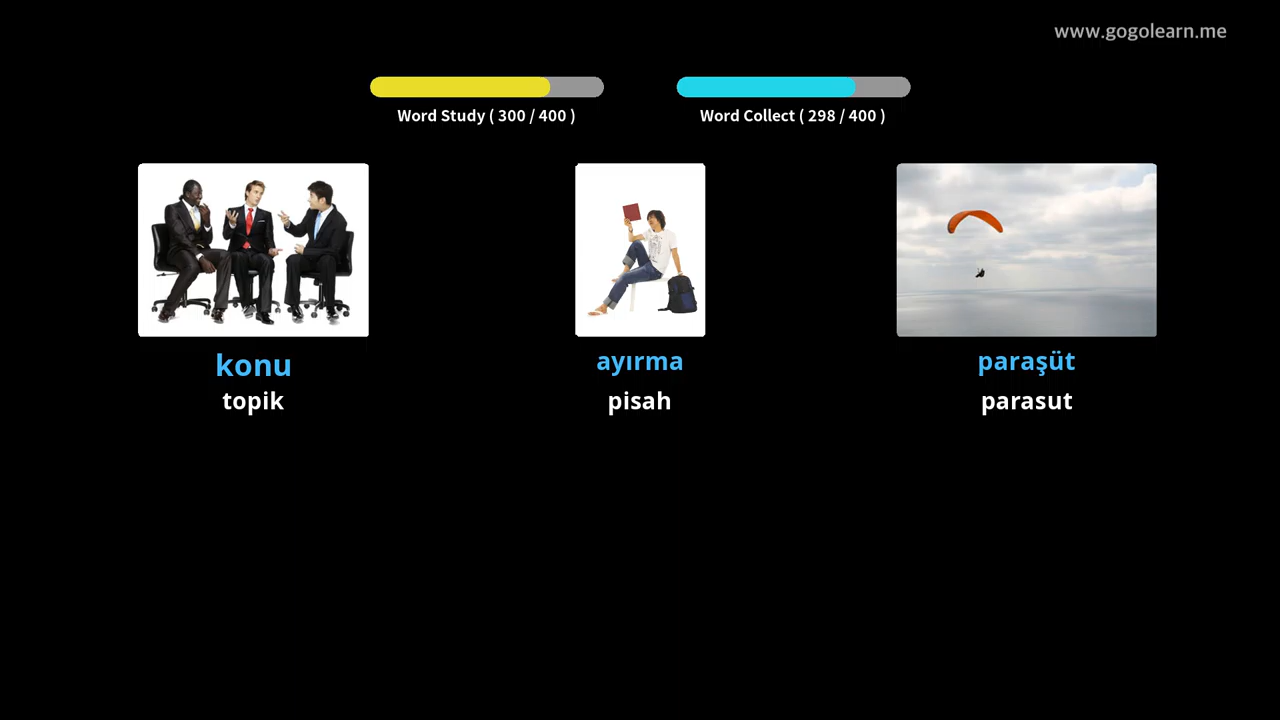 www.gogolearn.me
Word Study ( 300 / 400 )
Word Collect ( 298 / 400 )
konu
topik
ayırma
pisah
paraşüt
parasut